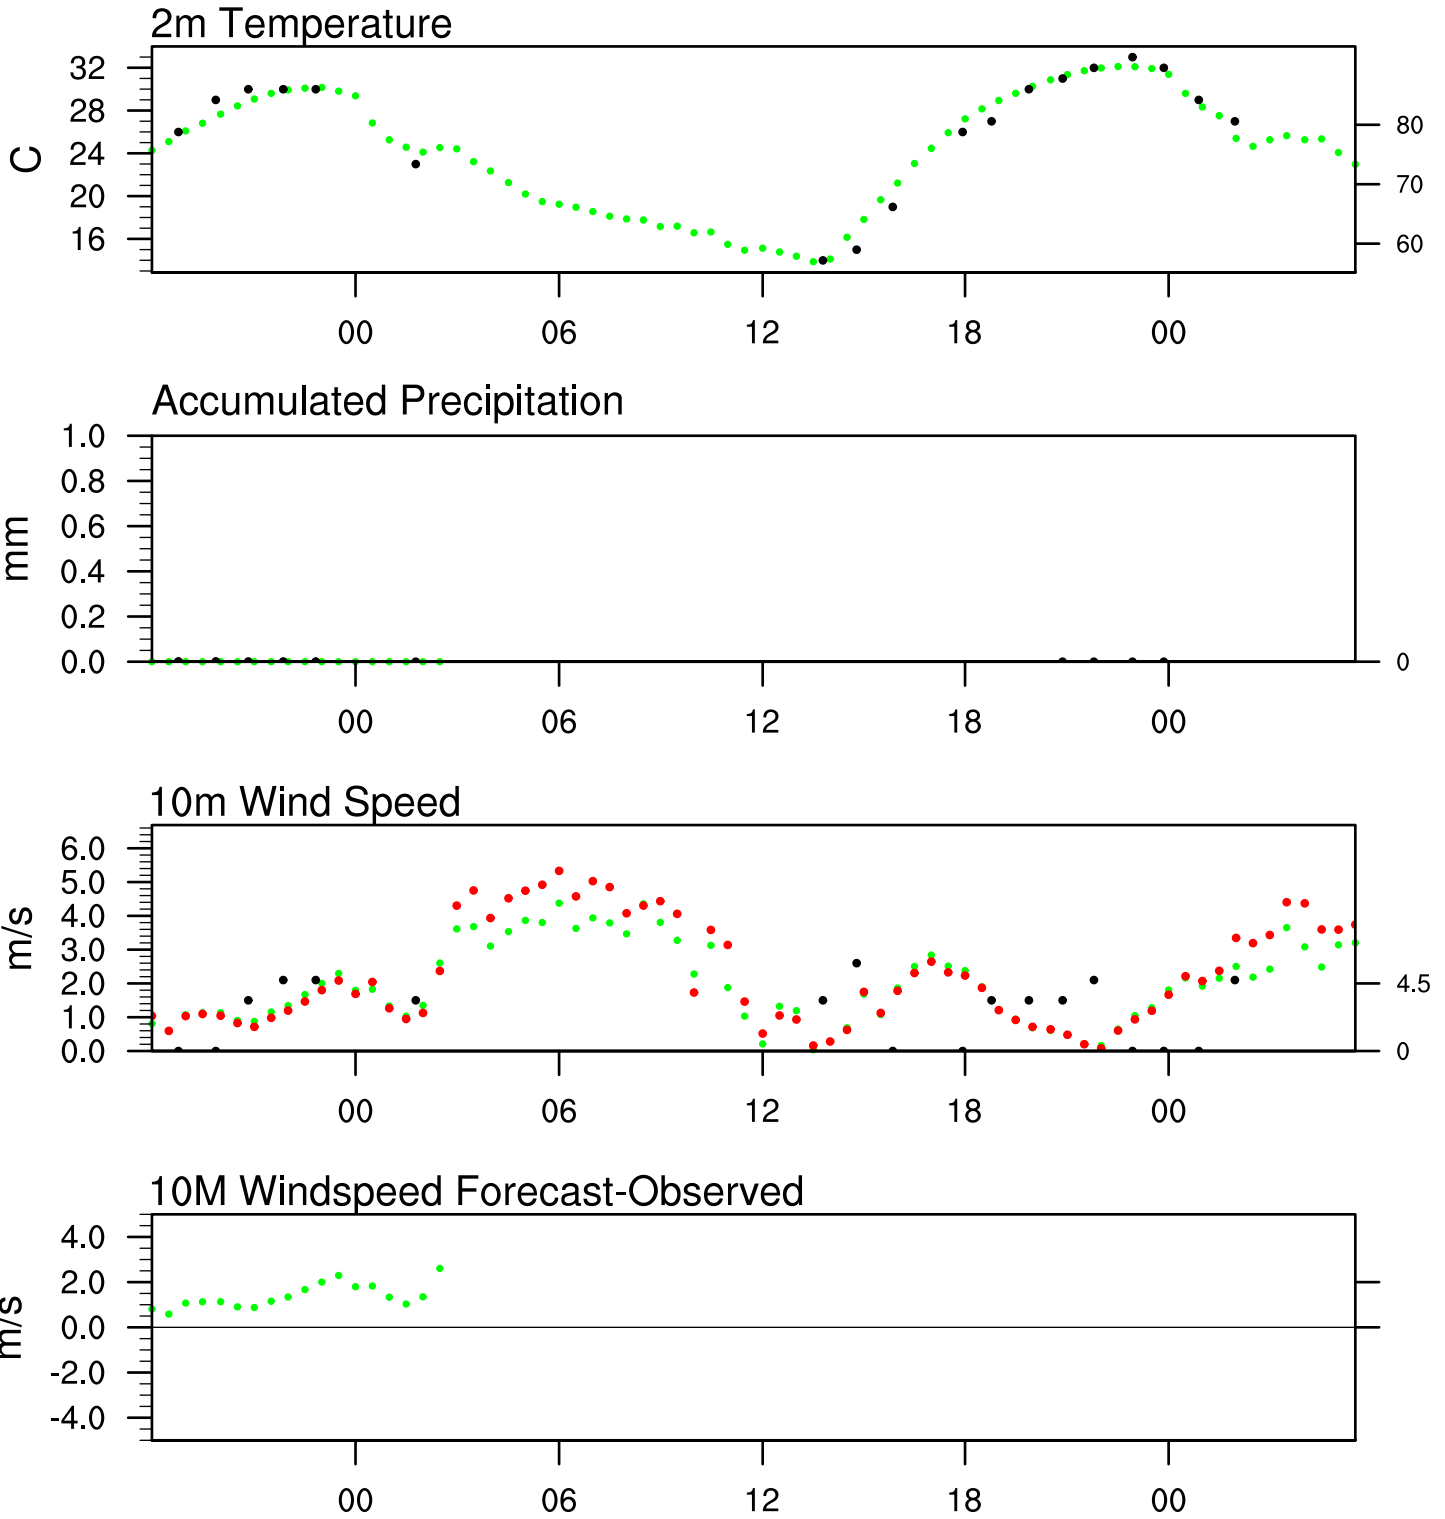 2m Temperature
32
28
24
20
16
C
80
70
60
00 06 12 18 00
Accumulated Precipitation
1.0
0.8
0.6
0.4
0.2
0.0
mm
0
00 06 12 18 00
10m Wind Speed
6.0
5.0
4.0
3.0
2.0
1.0
0.0
m/s
4.5
0
00 06 12 18 00
10M Windspeed Forecast-Observed
4.0
2.0
0.0
-2.0
-4.0
m/s
00 06 12 18 00